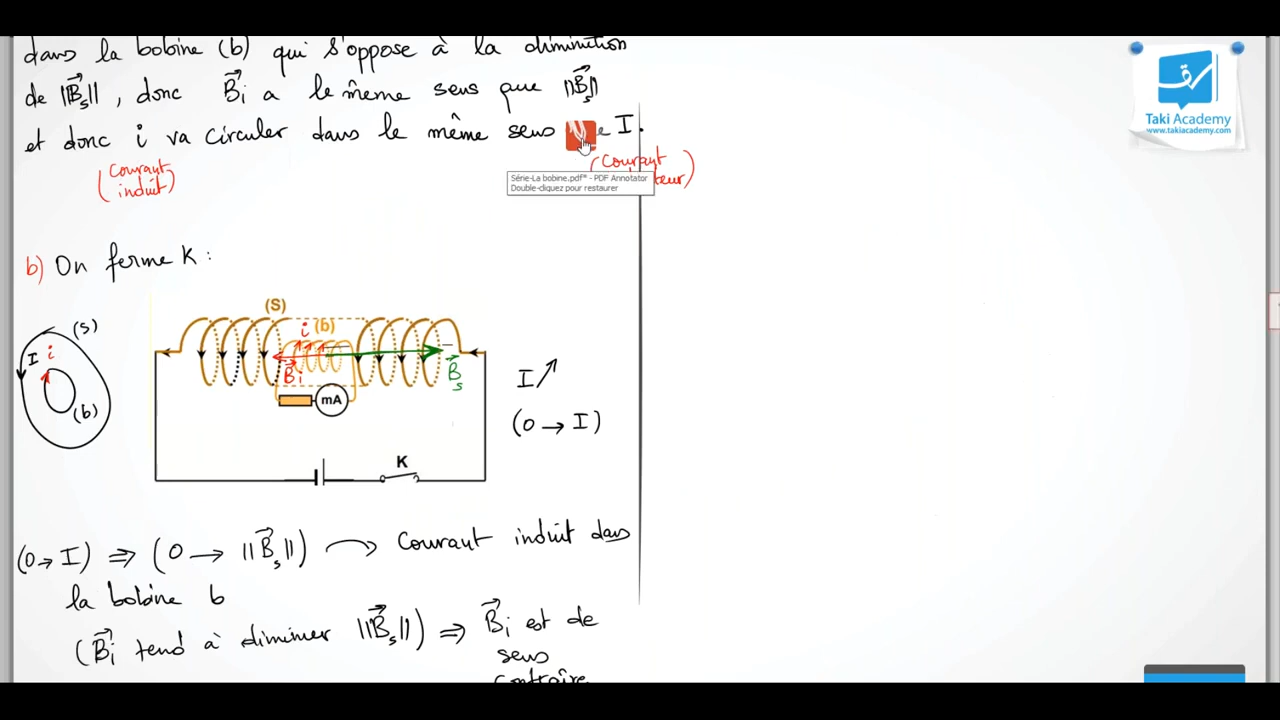 dans la bobine (b) qui s'oppose à la diminution
de ||B⃗s||, donc B⃗i a le même sens que ||B⃗s||
et donc i va circuler dans le même sens e I.
(Courant induit)
(Courant teur)
Série-La bobine.pdf* - PDF Annotator
Double-cliquez pour restaurer
Taki Academy
www.takiacademy.com
b) On ferme K :
(S)
I
i
(b)
(S)
i
(b)
B⃗i
B⃗s
mA
K
I ↗
(0 → I)
(0 → I) ⇒ (0 → ||B⃗s||) → Courant induit dans
la bobine b
(B⃗i tend à diminuer ||B⃗s||) ⇒ B⃗i est de
sens
contraire